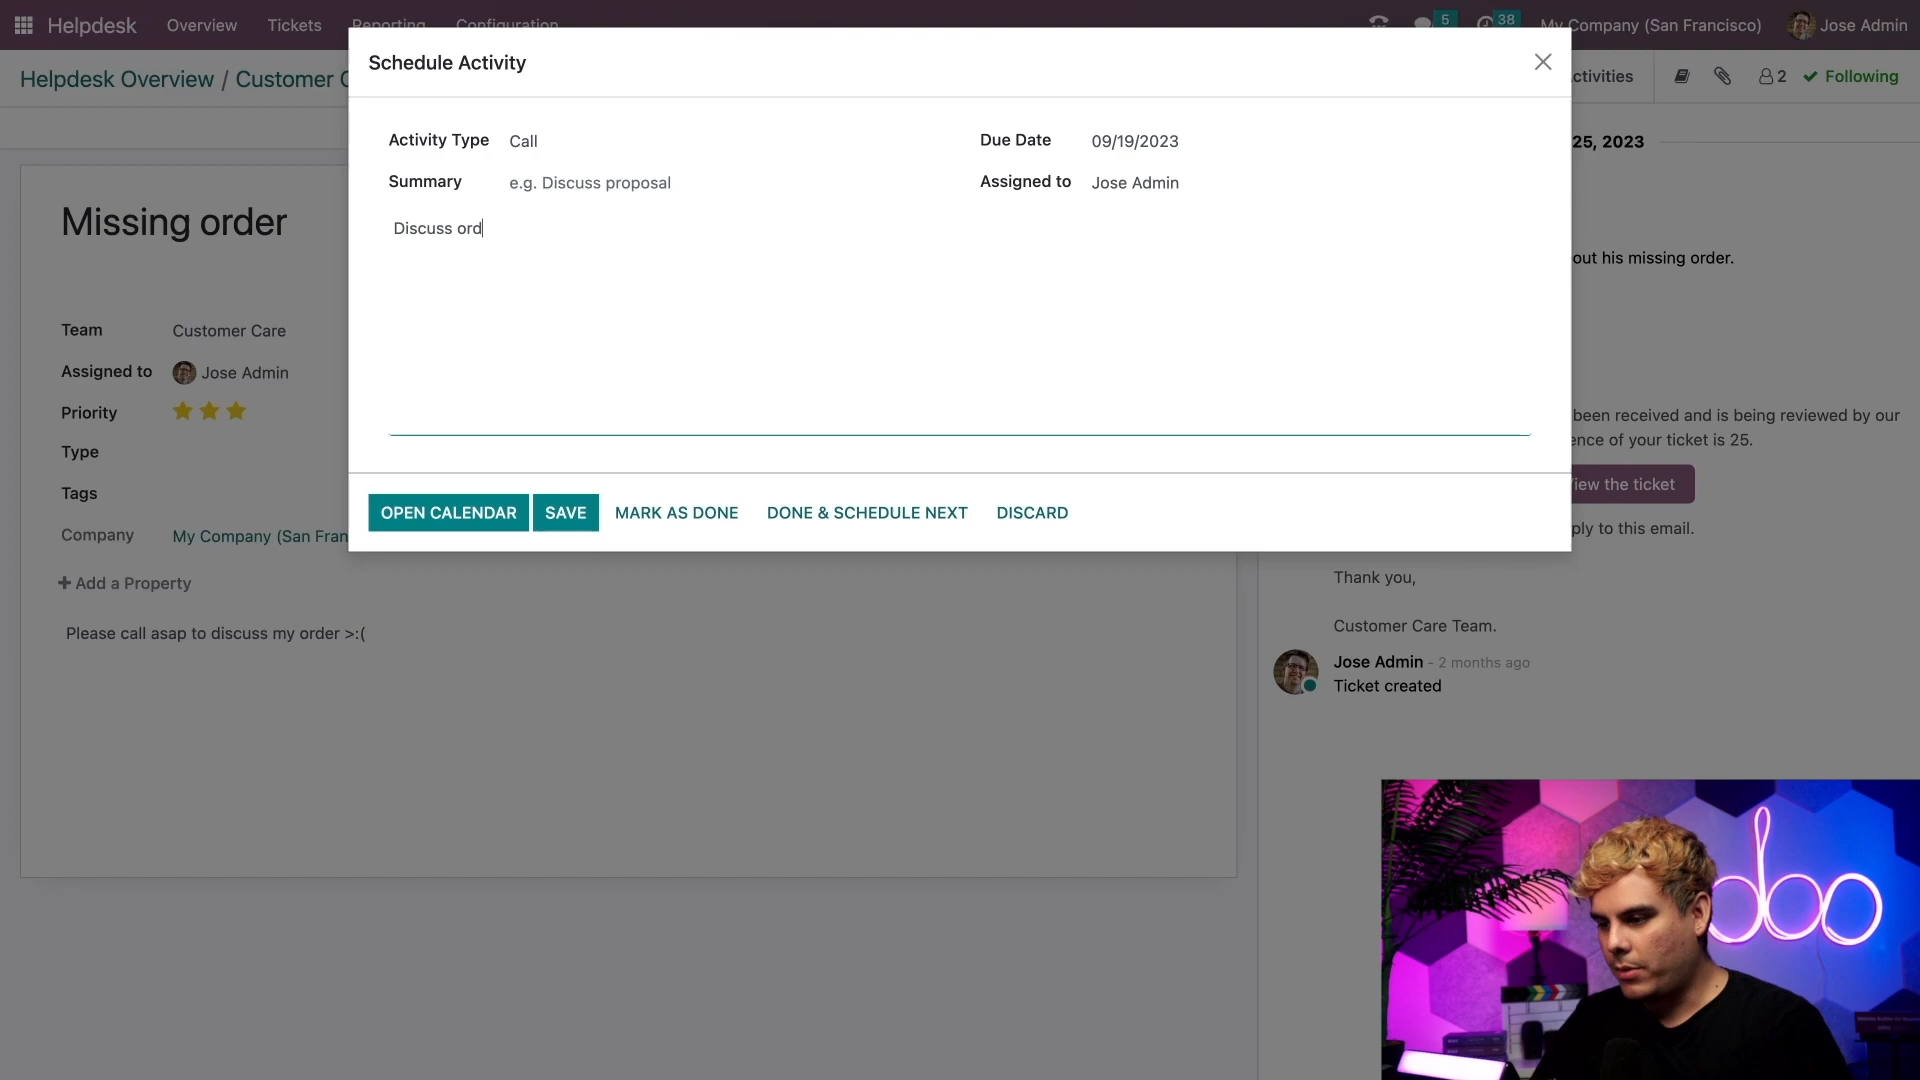 Helpdesk Overview Tickets Reporting Configuration 5 38 My Company (San Francisco) Jose Admin
Helpdesk Overview / Customer
Schedule Activity
ctivities 2 Following
Activity Type Call
Due Date 09/19/2023
Summary e.g. Discuss proposal
Assigned to Jose Admin
Discuss ord
OPEN CALENDAR SAVE MARK AS DONE DONE & SCHEDULE NEXT DISCARD
Missing order
Team Customer Care
Assigned to Jose Admin
Priority
Type
Tags
Company My Company (San Fran
+ Add a Property
Please call asap to discuss my order >:(
25, 2023
out his missing order.
been received and is being reviewed by our
ence of your ticket is 25.
iew the ticket
ply to this email.
Thank you,
Customer Care Team.
Jose Admin - 2 months ago
Ticket created